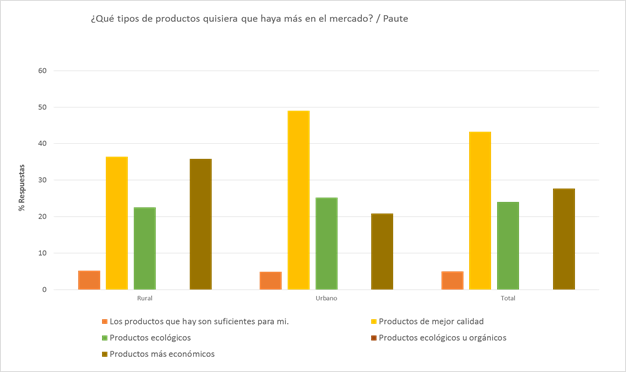 ¿Qué tipos de productos quisiera que haya más en el mercado? / Paute
60
50
40
30
20
10
0
% Respuestas
Rural
Urbano
Total
Los productos que hay son suficientes para mi.
Productos de mejor calidad
Productos ecológicos
Productos ecológicos u orgánicos
Productos más económicos